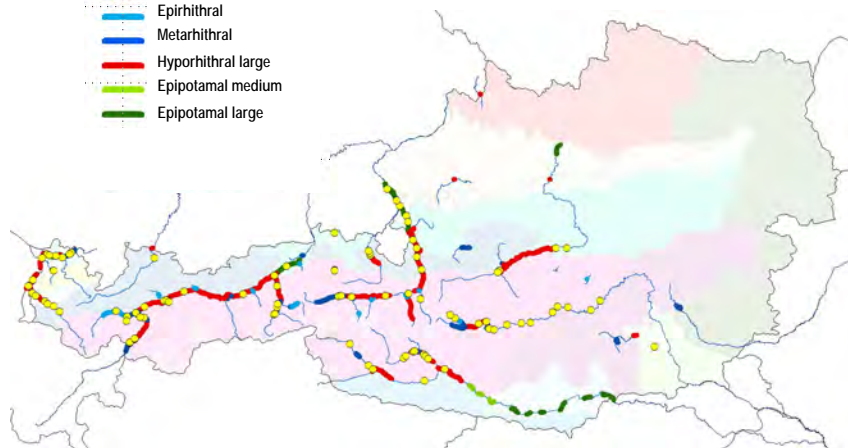 Epirhithral
Metarhithral
Hyporhithral large
Epipotamal medium
Epipotamal large